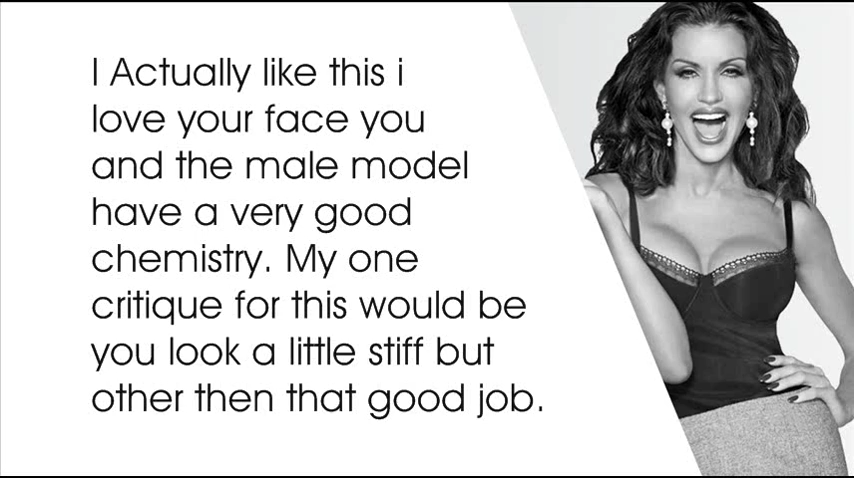 I Actually like this i
love your face you
and the male model
have a very good
chemistry. My one
critique for this would be
you look a little stiff but
other then that good job.